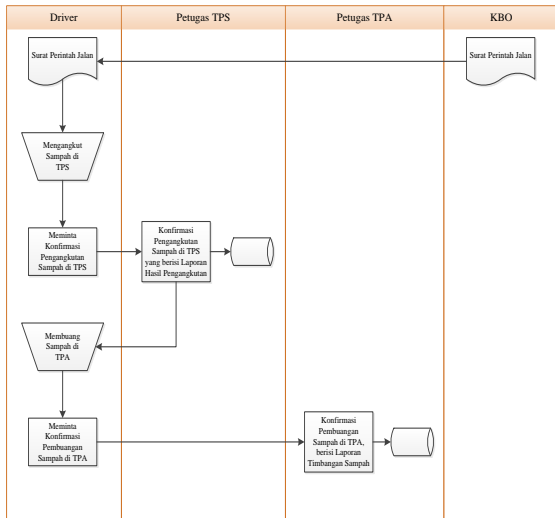 Driver
Petugas TPS
Petugas TPA
KBO
Surat Perintah Jalan
Surat Perintah Jalan
Mengangkut
Sampah di
TPS
Meminta
Konfirmasi
Pengangkutan
Sampah di TPS
Konfirmasi
Pengangkutan
Sampah di TPS
yang berisi Laporan
Hasil Pengangkutan
Membuang
Sampah di
TPA
Meminta
Konfirmasi
Pembuangan
Sampah di TPA
Konfirmasi
Pembuangan
Sampah di TPA,
berisi Laporan
Timbangan Sampah